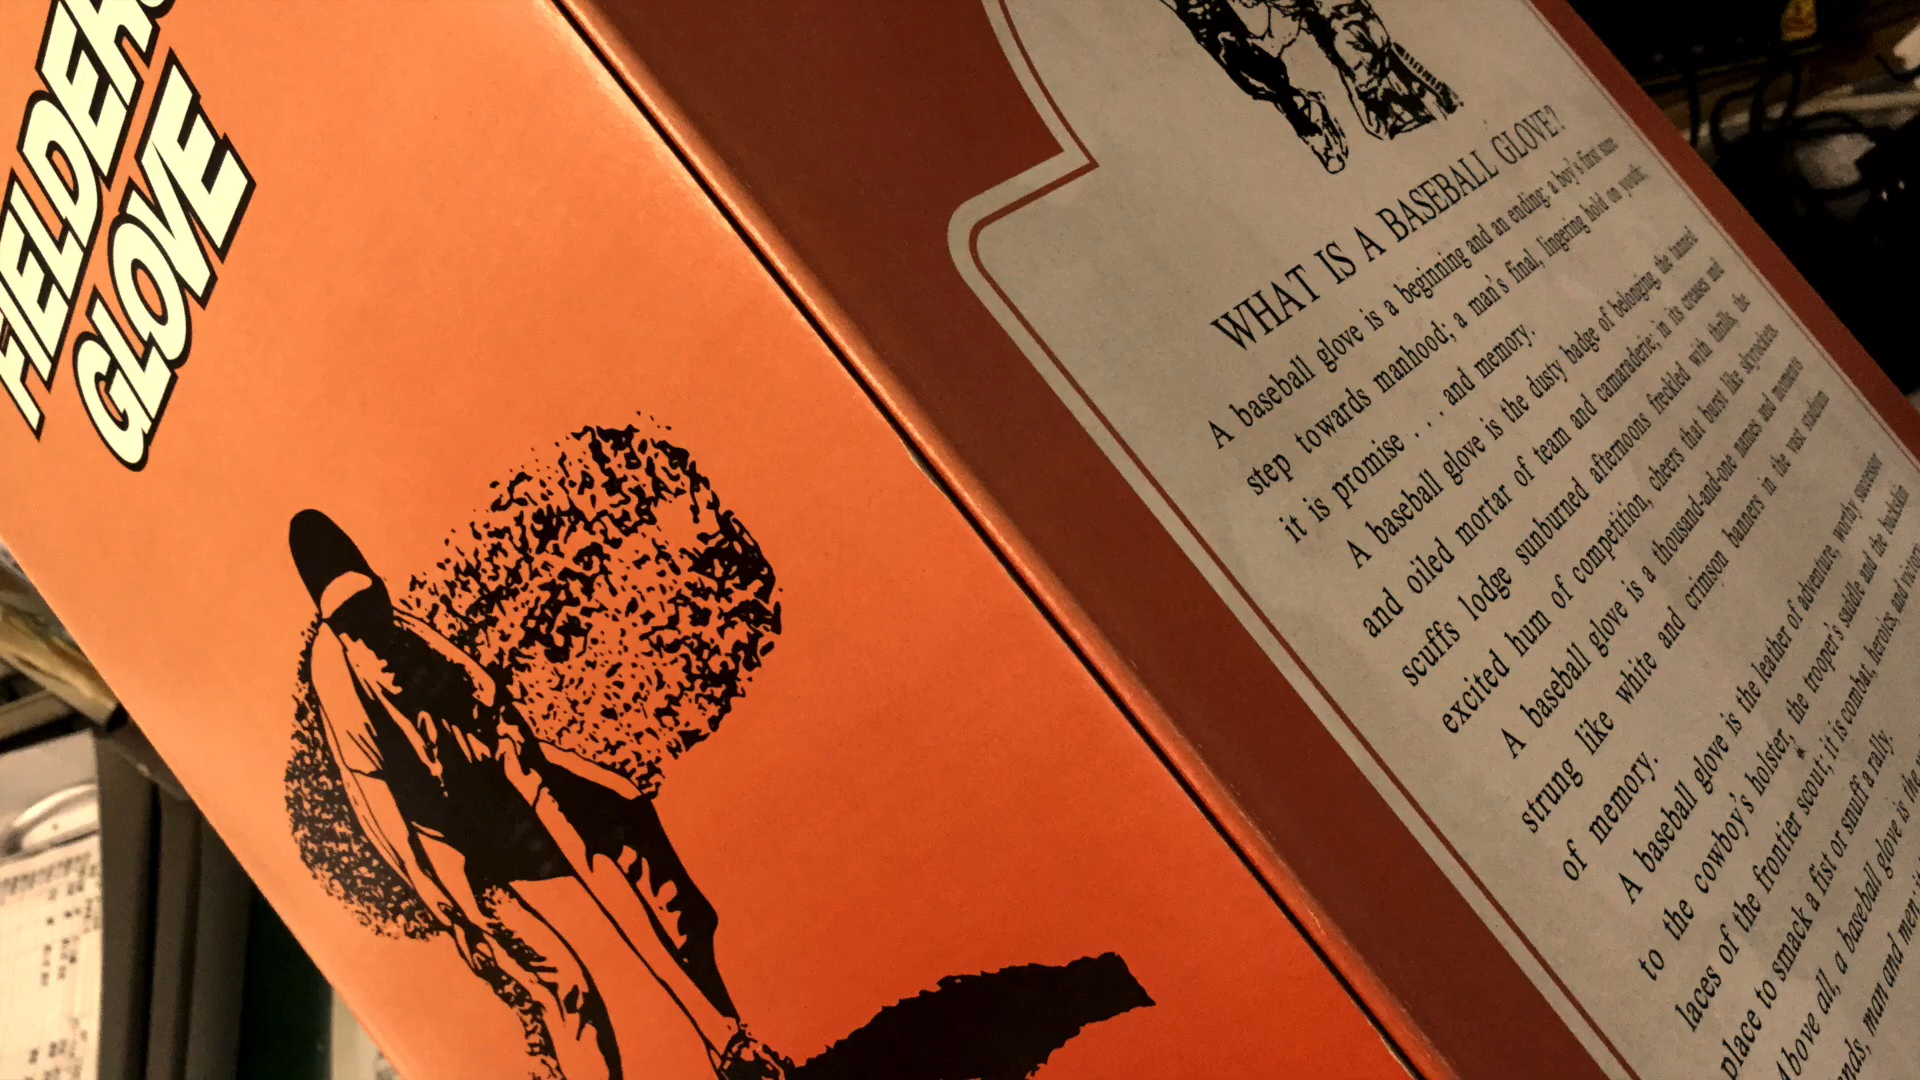 FIELDER'S
GLOVE
WHAT IS A BASEBALL GLOVE?
A baseball glove is a beginning and an ending: a boy's first sure
step towards manhood; a man's final, lingering hold on youth;
it is promise . . . and memory.
A baseball glove is the dusty badge of belonging, the tanned
and oiled mortar of team and camaraderie; in its creases and
scuffs lodge sunburned afternoons freckled with thrills, the
excited hum of competition, cheers that burst like skyrockets.
A baseball glove is a thousand-and-one names and moments
strung like white and crimson banners in the vast stadium
of memory.
A baseball glove is the leather of adventure, worthy successor
to the cowboy's holster, the trooper's saddle and the buckskin
laces of the frontier scout; it is combat, heroics, and victory
place to smack a fist or snuff a rally.
Above all, a baseball glove is the
man and men